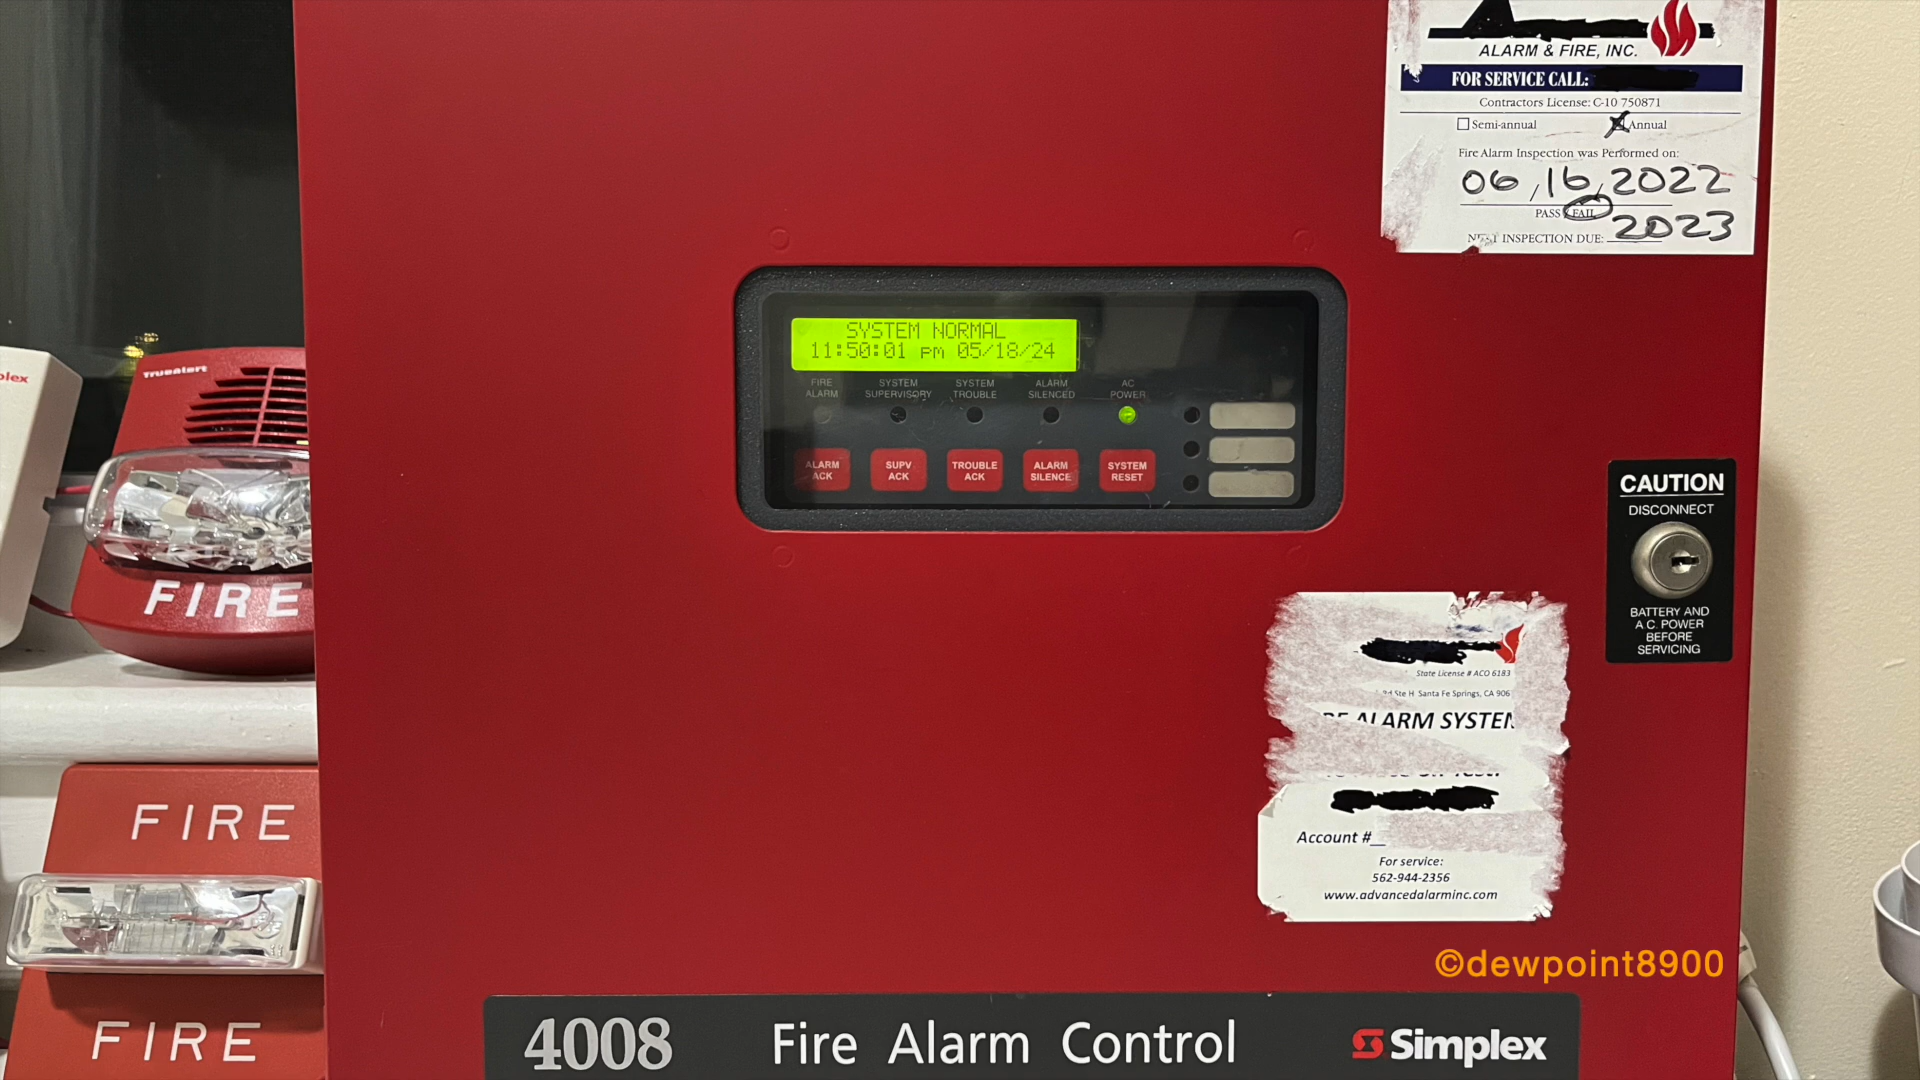 ALARM & FIRE, INC.
FOR SERVICE CALL:
Contractors License: C-10 750871
Semi-annual
Annual
Fire Alarm Inspection was Performed on:
06, 16, 2022
PASS / FAIL
NEXT INSPECTION DUE: 2023
SYSTEM NORMAL
11:50:01 pm 05/18/24
FIRE ALARM
SYSTEM SUPERVISORY
SYSTEM TROUBLE
ALARM SILENCED
AC POWER
ALARM ACK
SUPV ACK
TROUBLE ACK
ALARM SILENCE
SYSTEM RESET
plex
Truealert
FIRE
FIRE
FIRE
CAUTION
DISCONNECT
BATTERY AND
A.C. POWER
BEFORE
SERVICING
State License # ACO 6183
Ste H Santa Fe Springs, CA 906
ALARM SYSTEM
Account #__
For service:
562-944-2356
www.advancedalarminc.com
©dewpoint8900
4008 Fire Alarm Control Simplex